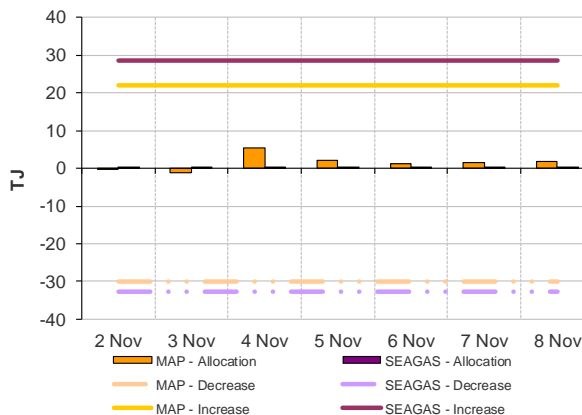 40
30
20
10
0
-10
-20
-30
-40
TJ
2 Nov 3 Nov 4 Nov 5 Nov 6 Nov 7 Nov 8 Nov
MAP - Allocation SEAGAS - Allocation
MAP - Decrease SEAGAS - Decrease
MAP - Increase SEAGAS - Increase